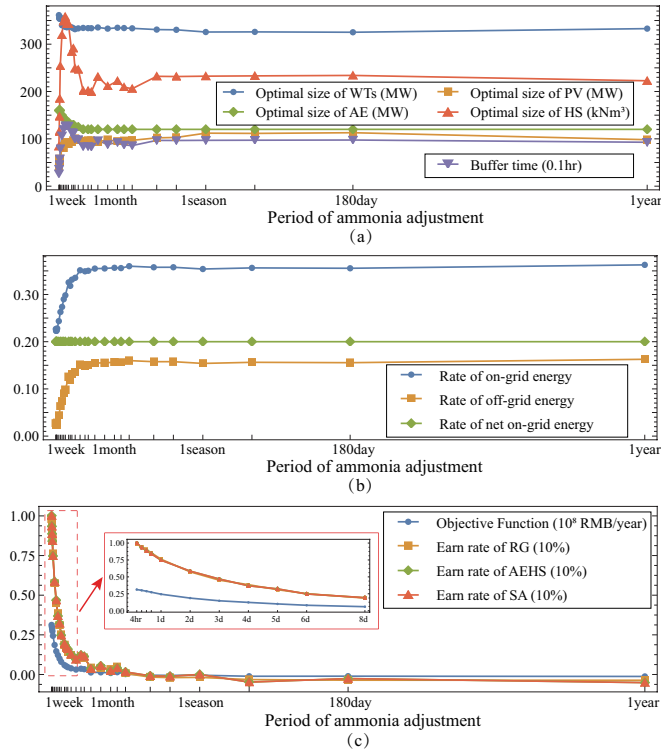 350
300
250
200
150
100
50
0
Optimal size of WTs (MW)
Optimal size of PV (MW)
Optimal size of AE (MW)
Optimal size of HS (kNm³)
Buffer time (0.1hr)
1week 1month 1season 180day 1year
Period of ammonia adjustment
(a)
0.30
0.20
0.10
0.00
Rate of on-grid energy
Rate of off-grid energy
Rate of net on-grid energy
1week 1month 1season 180day 1year
Period of ammonia adjustment
(b)
1.00
0.75
0.50
0.25
0.00
1.00
0.75
0.50
0.25
0.00
4hr 1d 2d 3d 4d 5d 6d 8d
Objective Function (10⁸ RMB/year)
Earn rate of RG (10%)
Earn rate of AEHS (10%)
Earn rate of SA (10%)
1week 1month 1season 180day 1year
Period of ammonia adjustment
(c)